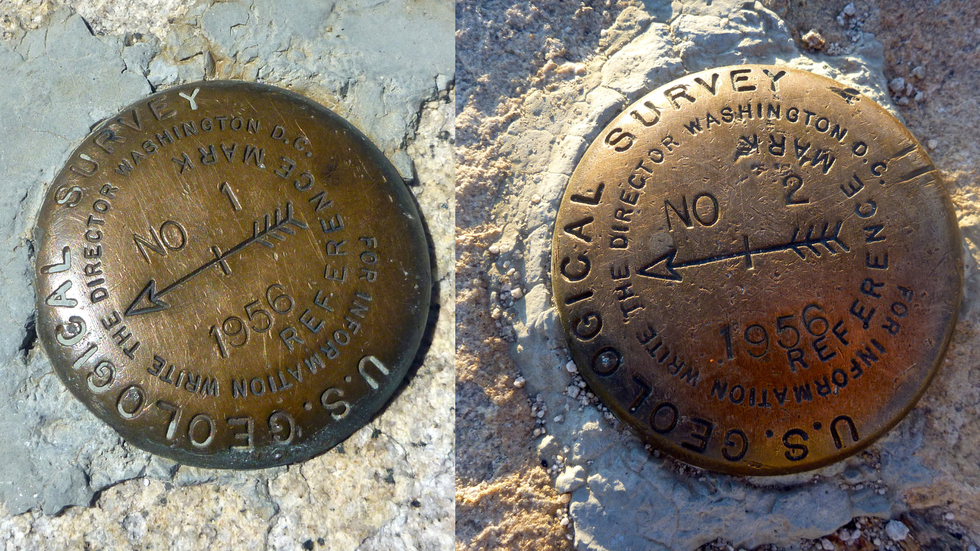 U.S. GEOLOGICAL SURVEY
FOR INFORMATION WRITE THE DIRECTOR WASHINGTON D.C.
REFERENCE MARK
NO 1
1956
REFERENCE
U.S. GEOLOGICAL SURVEY
FOR INFORMATION WRITE THE DIRECTOR WASHINGTON D.C.
REFERENCE MARK
NO 2
1956